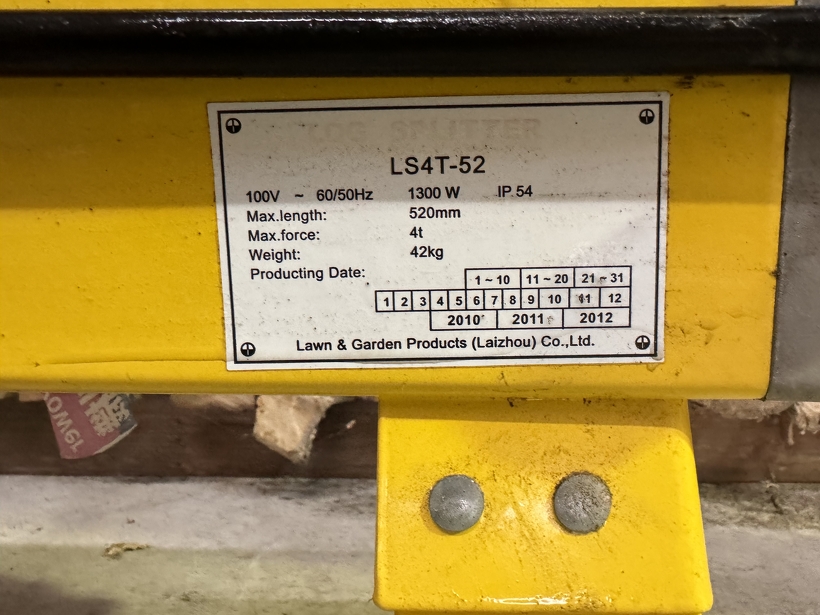 LOG SPLITTER
LS4T-52
100V ~ 60/50Hz 1300 W IP 54
Max.length: 520mm
Max.force: 4t
Weight: 42kg
Producting Date:
1~10 11~20 21~31
1 2 3 4 5 6 7 8 9 10 11 12
2010 2011 2012
Lawn & Garden Products (Laizhou) Co.,Ltd.